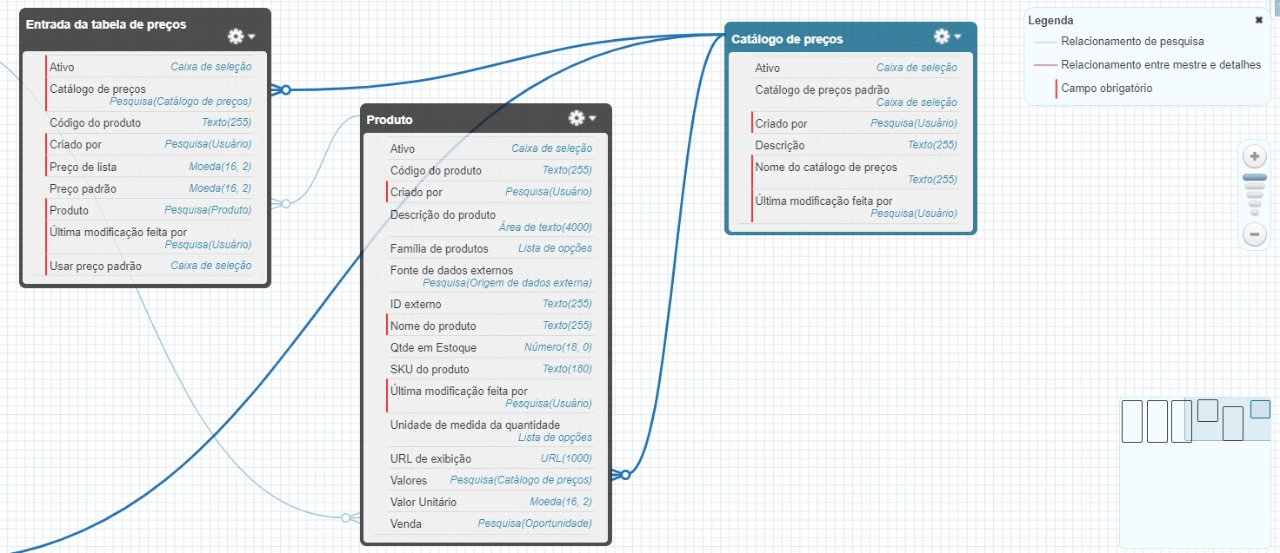 Entrada da tabela de preços
Ativo Caixa de seleção
Catálogo de preços
Pesquisa(Catálogo de preços)
Código do produto Texto(255)
Criado por Pesquisa(Usuário)
Preço de lista Moeda(16, 2)
Preço padrão Moeda(16, 2)
Produto Pesquisa(Produto)
Última modificação feita por
Pesquisa(Usuário)
Usar preço padrão Caixa de seleção
Produto
Ativo Caixa de seleção
Código do produto Texto(255)
Criado por Pesquisa(Usuário)
Descrição do produto
Área de texto(4000)
Família de produtos Lista de opções
Fonte de dados externos
Pesquisa(Origem de dados externa)
ID externo Texto(255)
Nome do produto Texto(255)
Qtde em Estoque Número(16, 0)
SKU do produto Texto(180)
Última modificação feita por
Pesquisa(Usuário)
Unidade de medida da quantidade
Lista de opções
URL de exibição URL(1000)
Valores Pesquisa(Catálogo de preços)
Valor Unitário Moeda(16, 2)
Venda Pesquisa(Oportunidade)
Catálogo de preços
Ativo Caixa de seleção
Catálogo de preços padrão
Caixa de seleção
Criado por Pesquisa(Usuário)
Descrição Texto(255)
Nome do catálogo de preços
Texto(255)
Última modificação feita por
Pesquisa(Usuário)
Legenda
Relacionamento de pesquisa
Relacionamento entre mestre e detalhes
Campo obrigatório